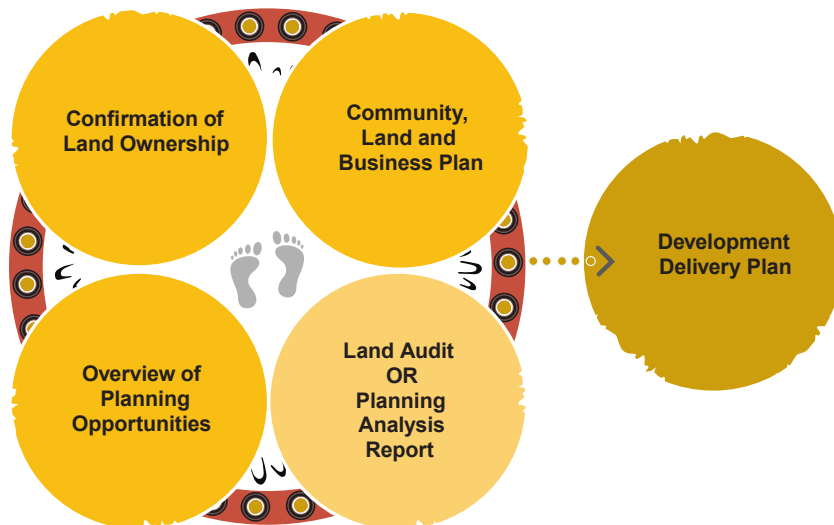 Confirmation of
Land Ownership
Community,
Land and
Business Plan
Overview of
Planning
Opportunities
Land Audit
OR
Planning
Analysis
Report
Development
Delivery Plan